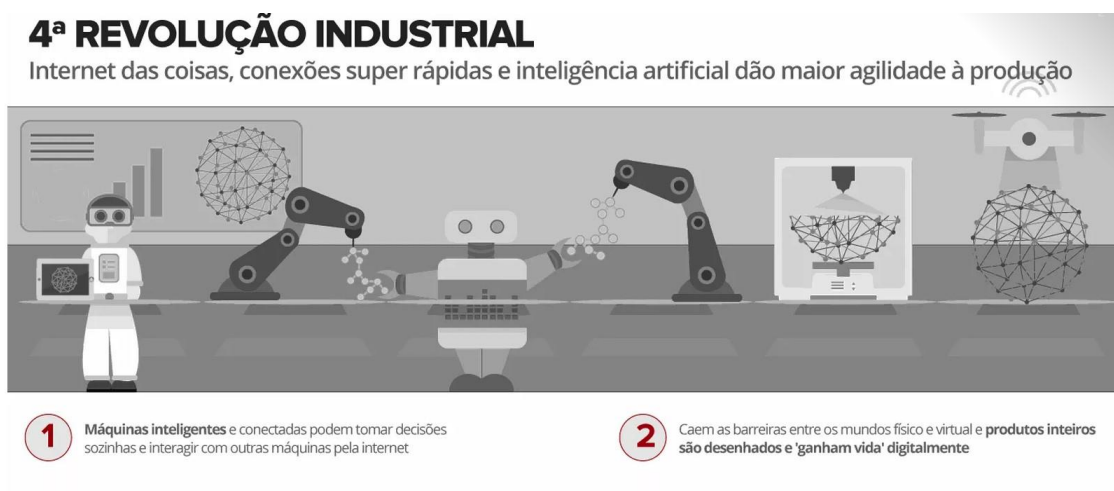 4ª REVOLUÇÃO INDUSTRIAL
Internet das coisas, conexões super rápidas e inteligência artificial dão maior agilidade à produção
1
Máquinas inteligentes e conectadas podem tomar decisões
sozinhas e interagir com outras máquinas pela internet
2
Caem as barreiras entre os mundos físico e virtual e produtos inteiros
são desenhados e 'ganham vida' digitalmente